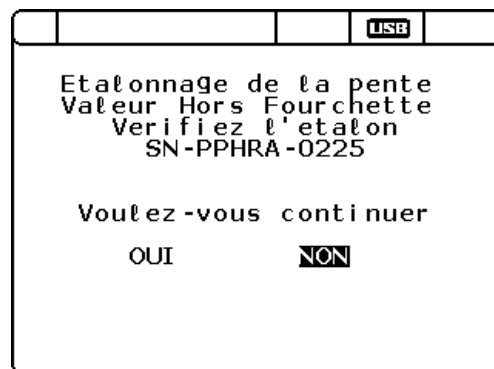 USB
Etalonnage de la pente
Valeur Hors Fourchette
Verifiez l'etalon
SN-PPHRA-0225
Voulez-vous continuer
OUI NON